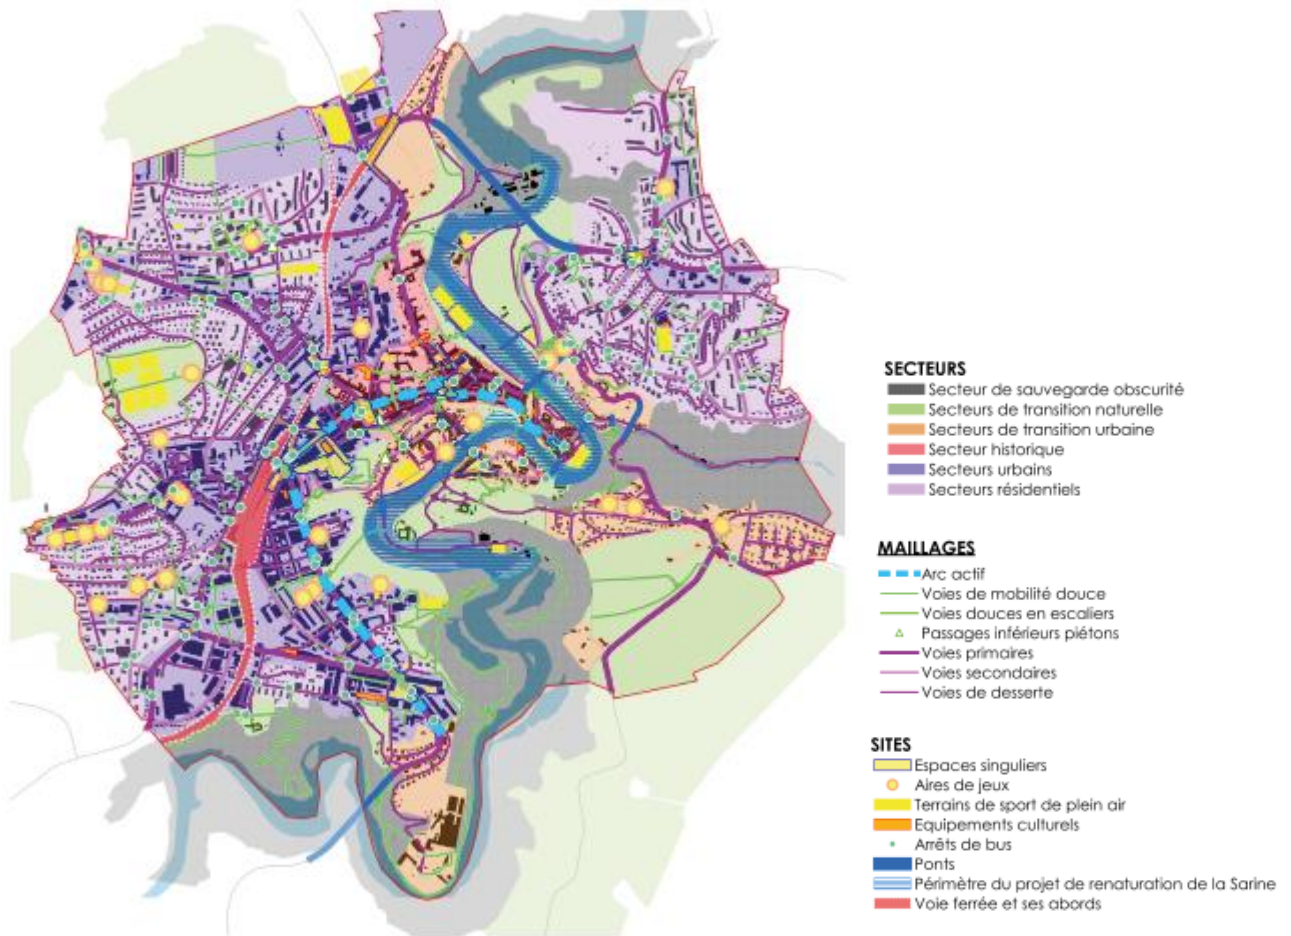 SECTEURS
Secteur de sauvegarde obscurité
Secteurs de transition naturelle
Secteurs de transition urbaine
Secteur historique
Secteurs urbains
Secteurs résidentiels
MAILLAGES
Arc actif
Voies de mobilité douce
Voies douces en escaliers
Passages inférieurs piétons
Voies primaires
Voies secondaires
Voies de desserte
SITES
Espaces singuliers
Aires de jeux
Terrains de sport de plein air
Equipements culturels
Arrêts de bus
Ponts
Périmètre du projet de renaturation de la Sarine
Voie ferrée et ses abords